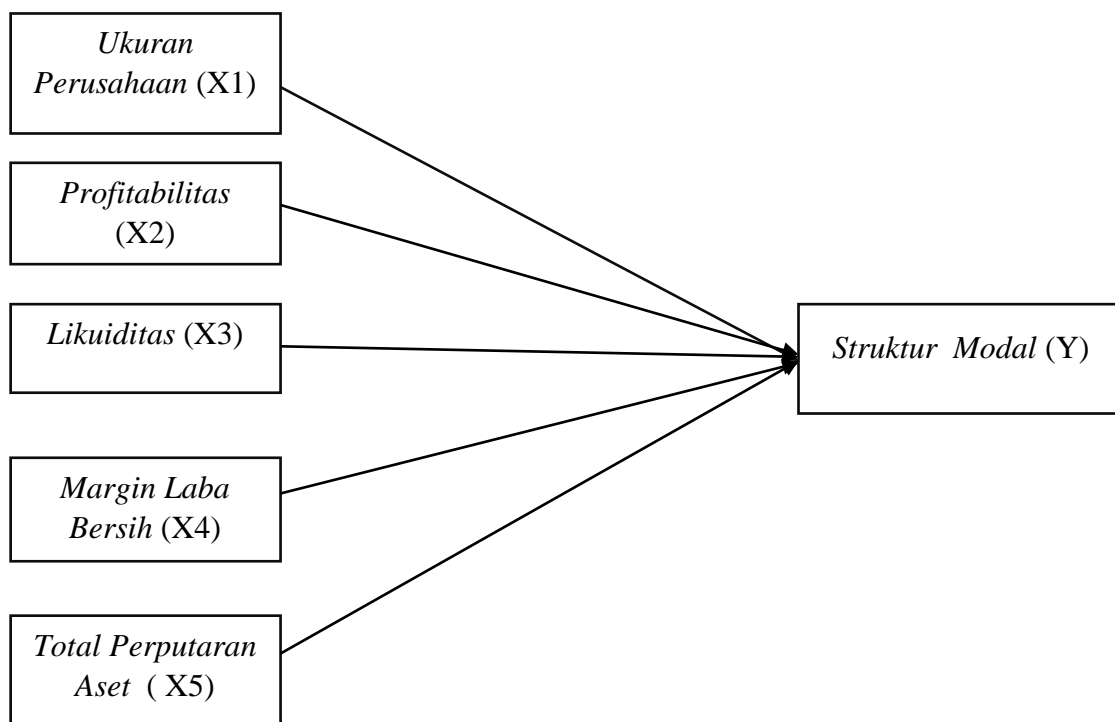 Ukuran
Perusahaan (X1)
Profitabilitas
(X2)
Likuiditas (X3)
Struktur Modal (Y)
Margin Laba
Bersih (X4)
Total Perputaran
Aset ( X5)